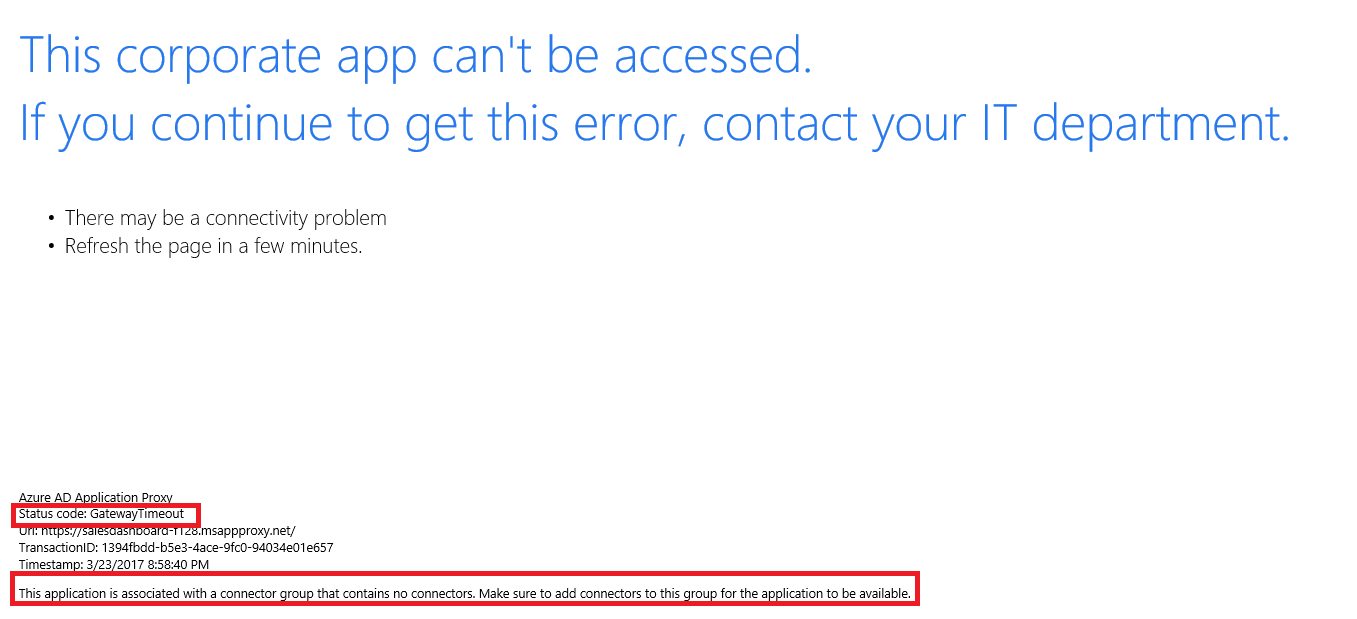 This corporate app can't be accessed.
If you continue to get this error, contact your IT department.
• There may be a connectivity problem
• Refresh the page in a few minutes.
Azure AD Application Proxy
Status code: GatewayTimeout
Url: https://salesdashboard-f128.msappproxy.net/
TransactionID: 1394fbdd-b5e3-4ace-9fc0-94034e01e657
Timestamp: 3/23/2017 8:58:40 PM
This application is associated with a connector group that contains no connectors. Make sure to add connectors to this group for the application to be available.